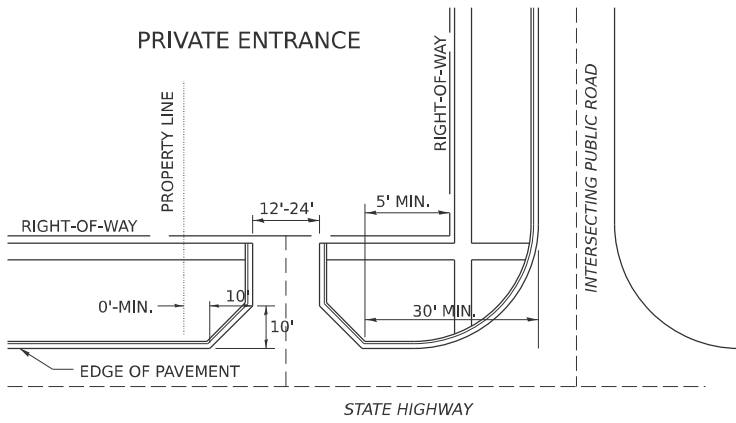 PRIVATE ENTRANCE
RIGHT-OF-WAY
PROPERTY LINE
INTERSECTING PUBLIC ROAD
12'-24'
5' MIN.
RIGHT-OF-WAY
0'-MIN.
10'
30' MIN.
10'
EDGE OF PAVEMENT
STATE HIGHWAY